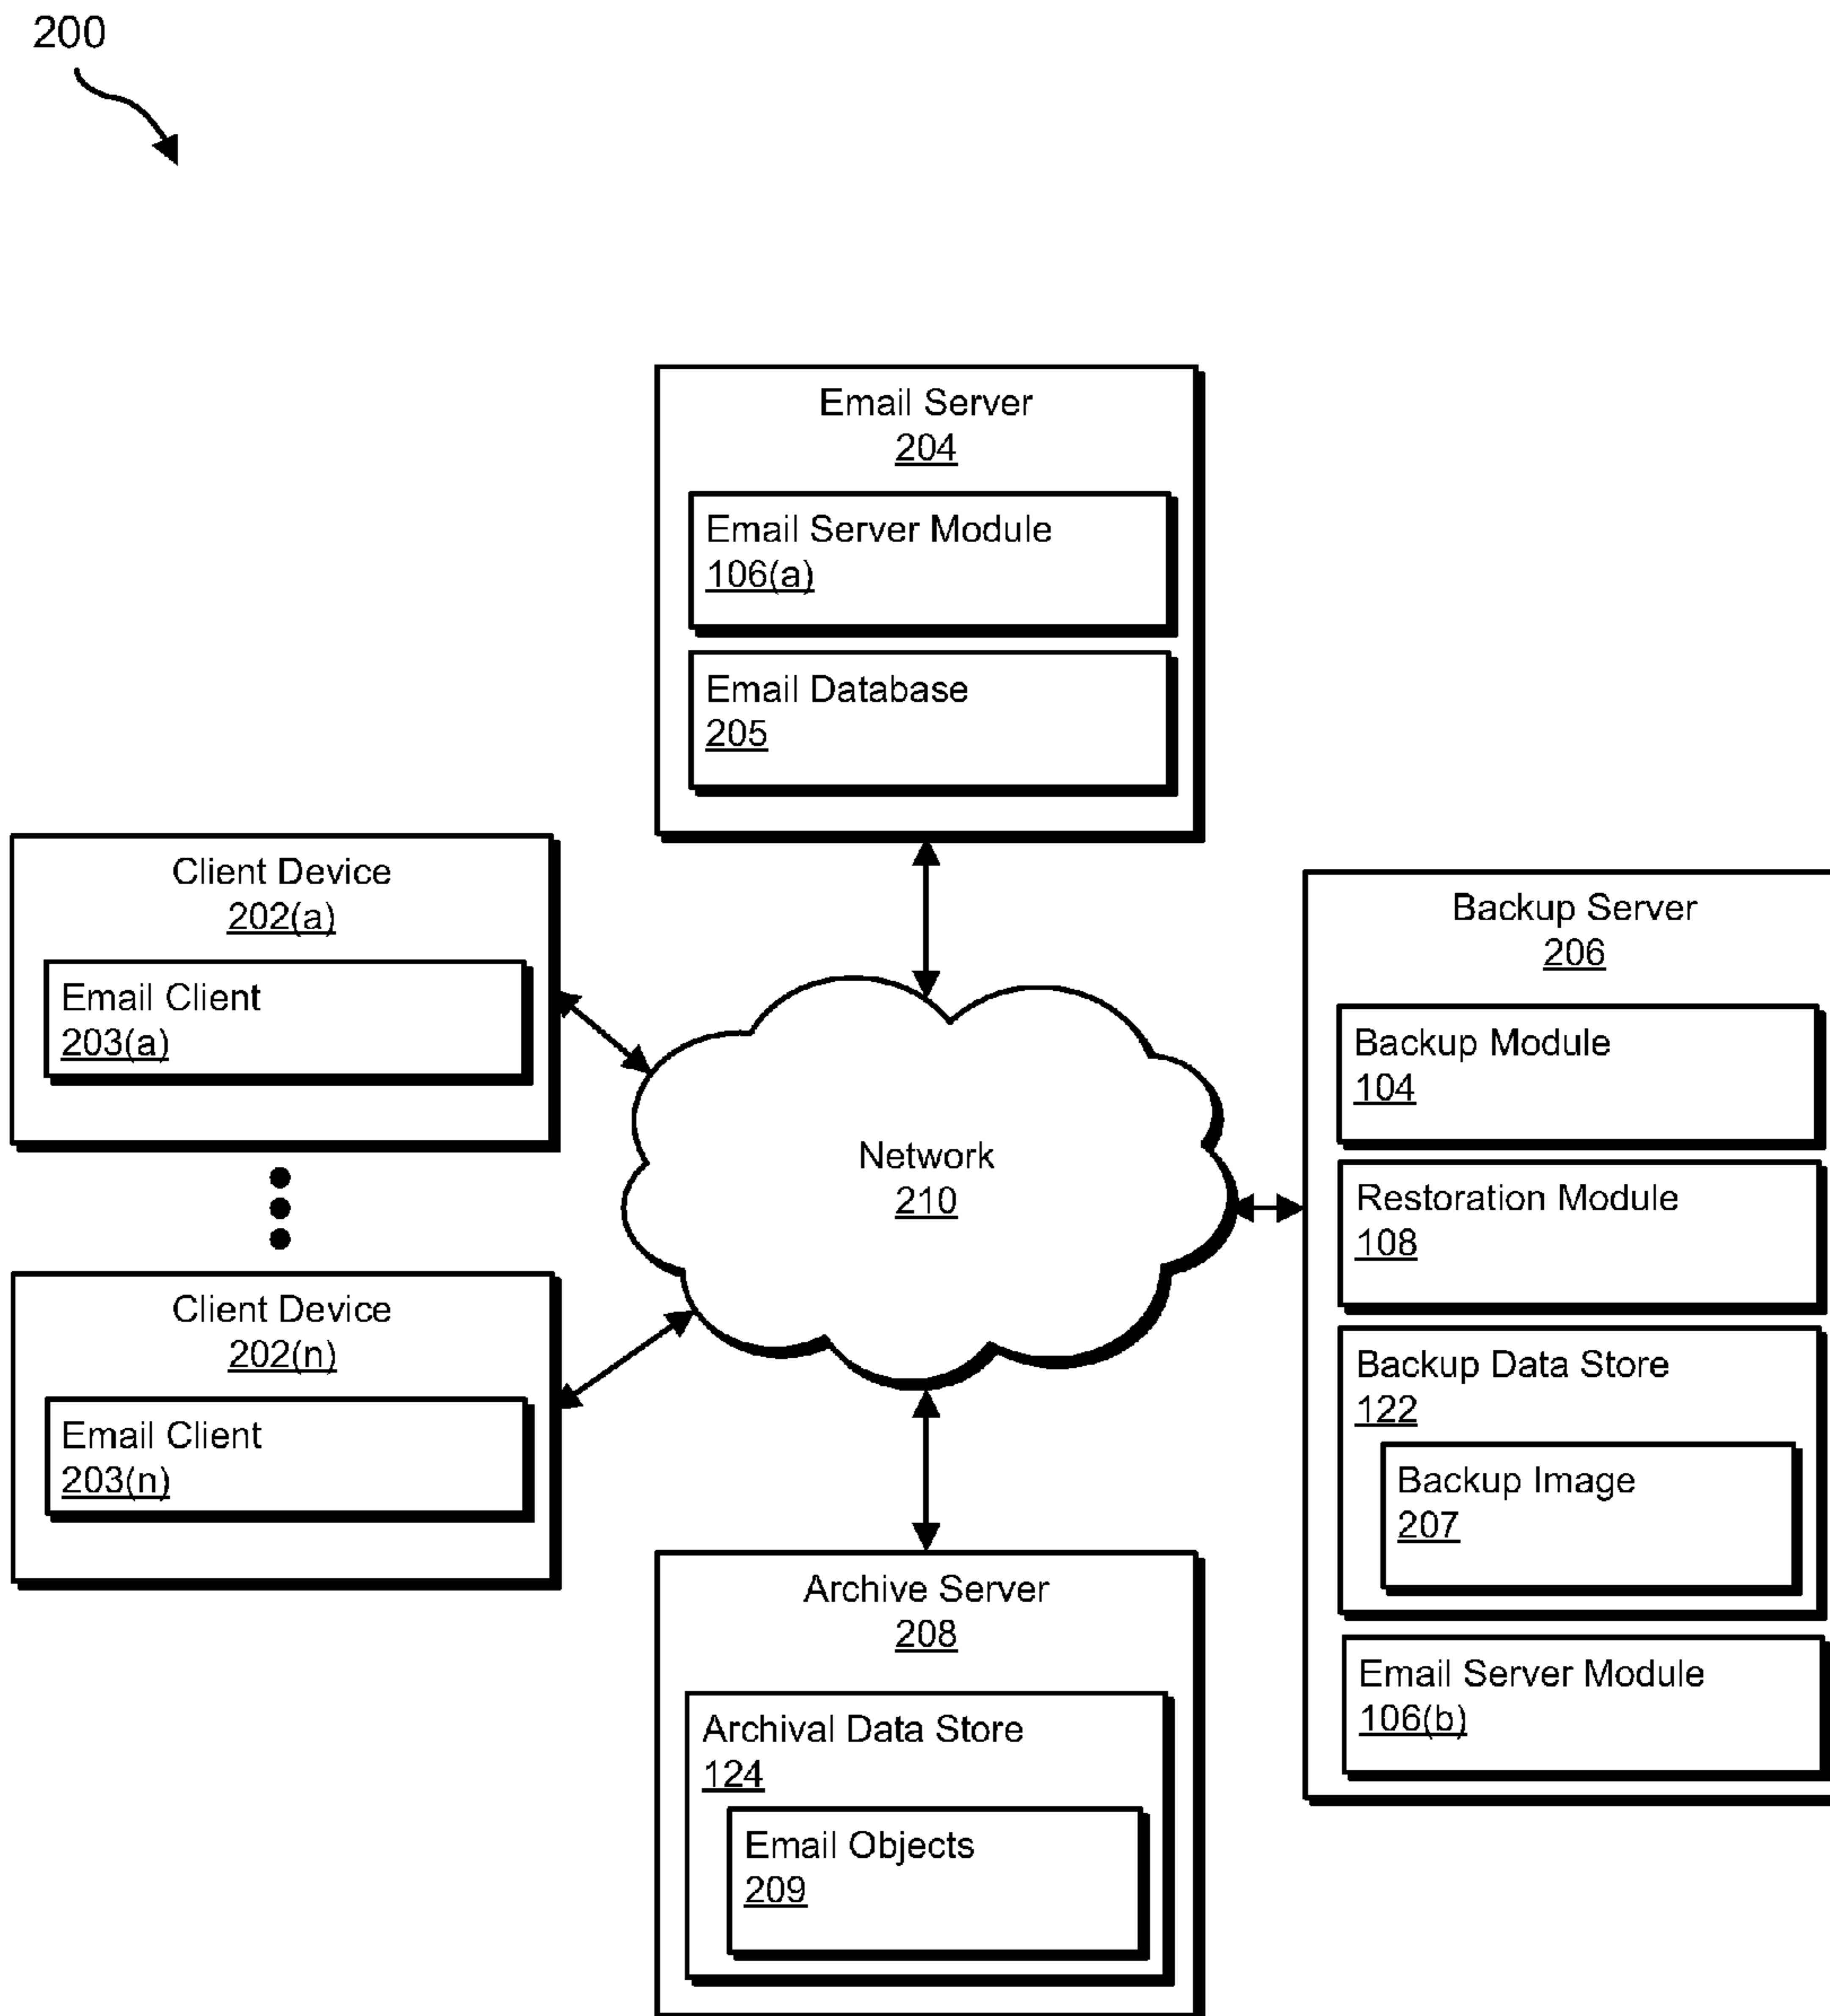 200
Email Server
204
Email Server Module
106(a)
Email Database
205
Client Device
202(a)
Email Client
203(a)
Client Device
202(n)
Email Client
203(n)
Network
210
Backup Server
206
Backup Module
104
Restoration Module
108
Backup Data Store
122
Backup Image
207
Email Server Module
106(b)
Archive Server
208
Archival Data Store
124
Email Objects
209